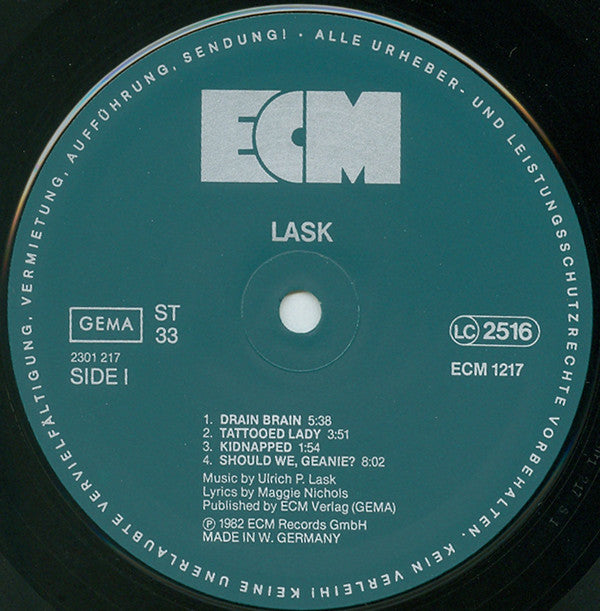 ALLE URHEBER- UND LEISTUNGSSCHUTZRECHTE VORBEHALTEN · KEIN VERLEIH! KEINE UNERLAUBTE VERVIELFÄLTIGUNG, VERMIETUNG, AUFFÜHRUNG, SENDUNG! ·
ECM
LASK
GEMA
ST
33
LC 2516
2301 217
SIDE I
ECM 1217
1. DRAIN BRAIN 5:38
2. TATTOOED LADY 3:51
3. KIDNAPPED 1:54
4. SHOULD WE, GEANIE? 8:02
Music by Ulrich P. Lask
Lyrics by Maggie Nichols
Published by ECM Verlag (GEMA)
Ⓟ 1982 ECM Records GmbH
MADE IN W. GERMANY